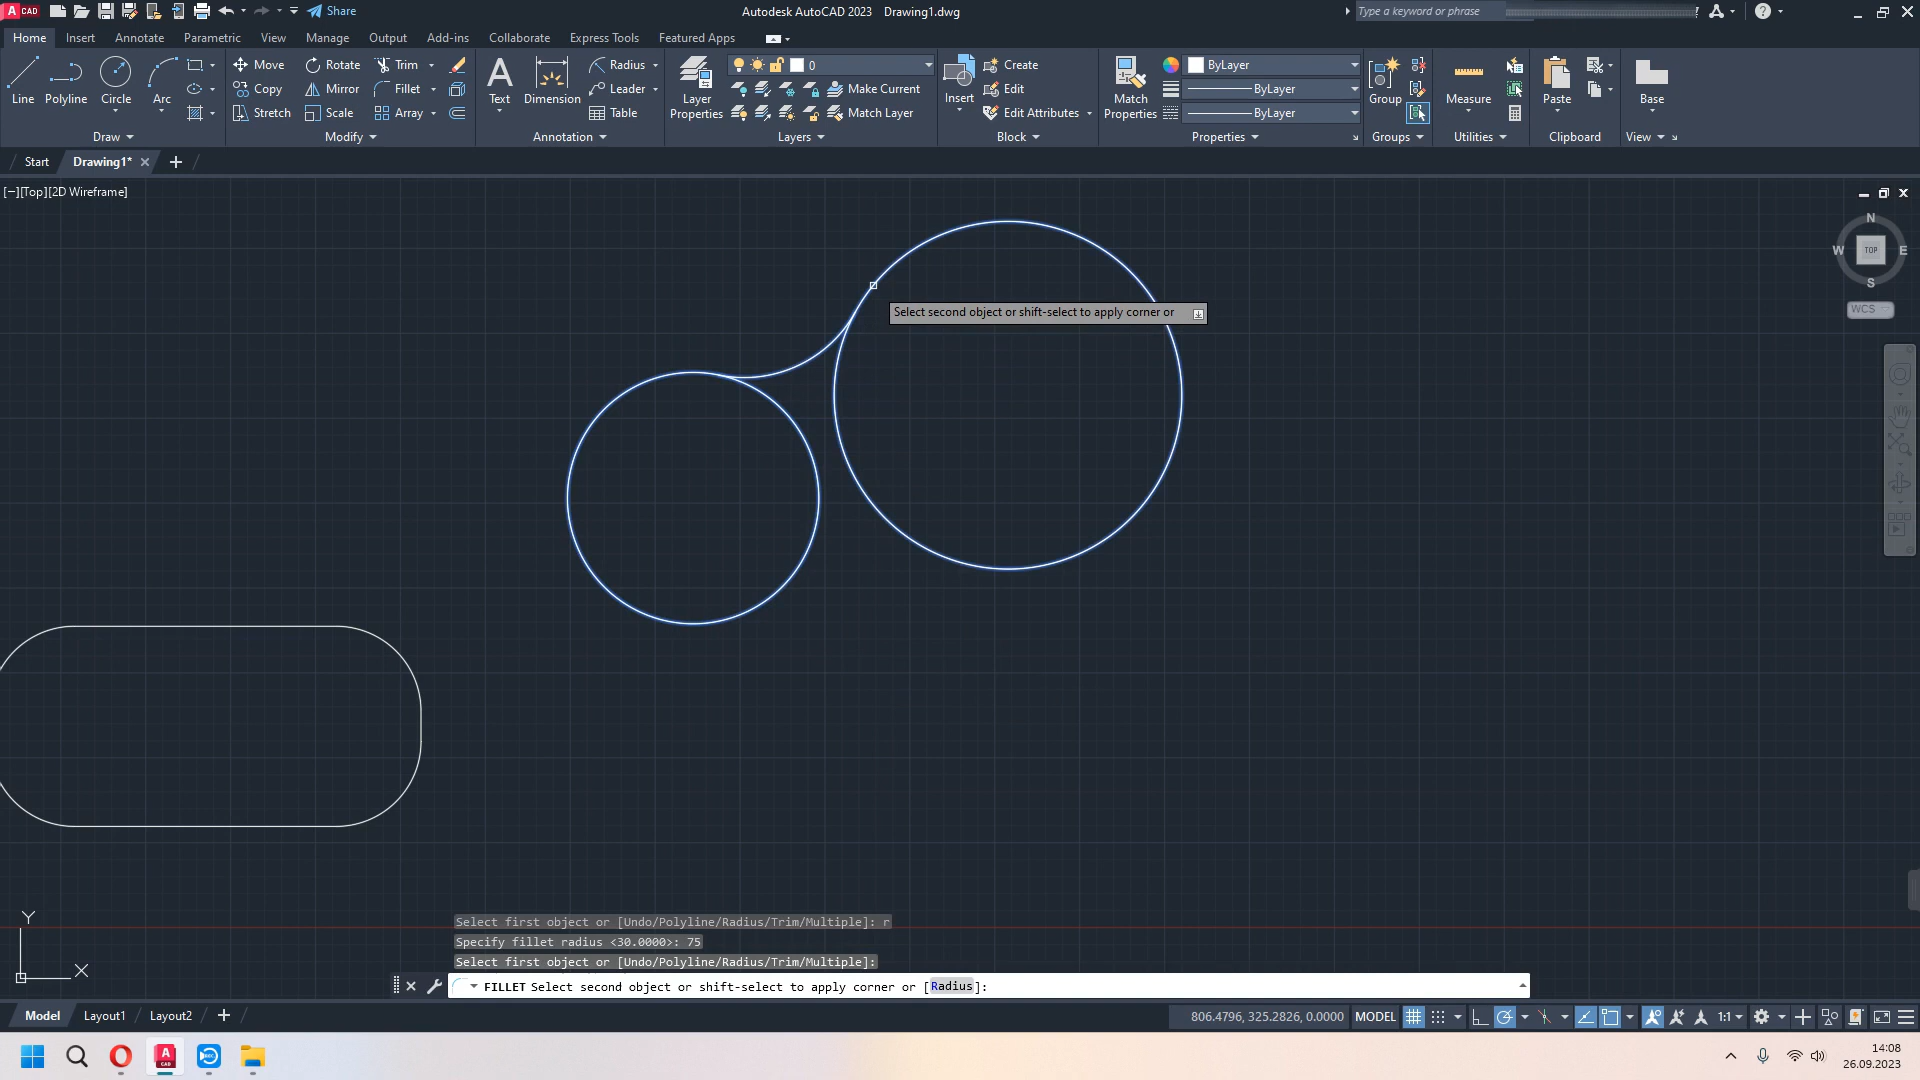 A CAD Share Autodesk AutoCAD 2023 Drawing1.dwg Type a keyword or phrase
Home Insert Annotate Parametric View Manage Output Add-ins Collaborate Express Tools Featured Apps
Line Polyline Circle Arc
Move Rotate Trim
Copy Mirror Fillet
Stretch Scale Array
Text Dimension
Radius
Leader
Table
Layer Properties
0
Make Current
Match Layer
Insert
Create
Edit
Edit Attributes
Match Properties
ByLayer
ByLayer
ByLayer
Group
Measure
Paste
Base
Draw Modify Annotation Layers Block Properties Groups Utilities Clipboard View
Start Drawing1*
[−][Top][2D Wireframe]
N
W TOP E
S
WCS
Select second object or shift-select to apply corner or
Y
X
Select first object or [Undo/Polyline/Radius/Trim/Multiple]: r
Specify fillet radius <30.0000>: 75
Select first object or [Undo/Polyline/Radius/Trim/Multiple]:
FILLET Select second object or shift-select to apply corner or [Radius]:
Model Layout1 Layout2 806.4796, 325.2826, 0.0000 MODEL 1:1
A CAD REC
14:08
26.09.2023